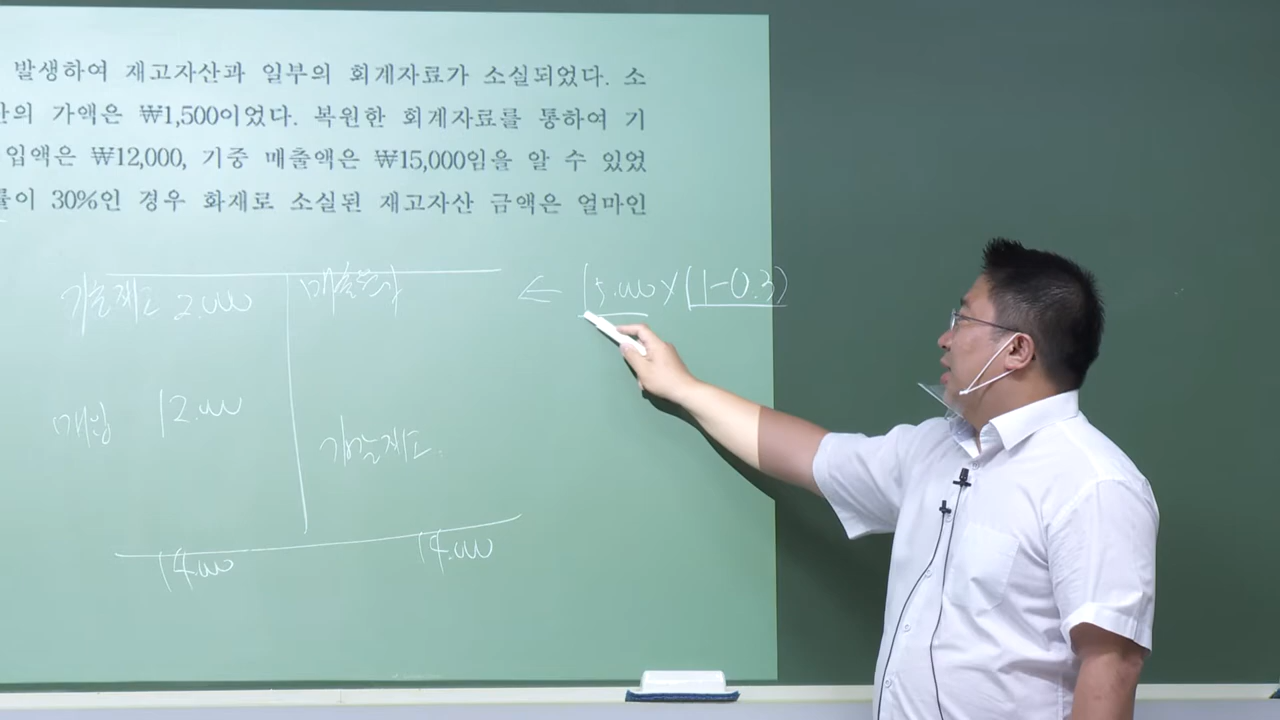 발생하여 재고자산과 일부의 회계자료가 소실되었다. 소
산의 가액은 ₩1,500이었다. 복원한 회계자료를 통하여 기
입액은 ₩12,000, 기중 매출액은 ₩15,000임을 알 수 있었
률이 30%인 경우 화재로 소실된 재고자산 금액은 얼마인
기초재고 2.000 매출원가 ← 15.000×(1-0.3)
매입 12.000
기말재고.
14.000 14.000